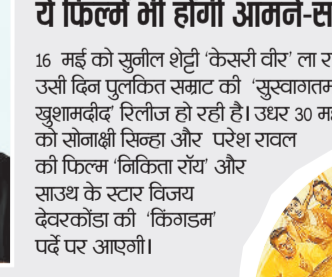 ये फिल्में भी होंगी आमने-स
16 मई को सुनील शेट्टी 'केसरी वीर' ला र
उसी दिन पुलकित सम्राट की 'सुस्वागतम
खुशामदीद' रिलीज हो रही है। उधर 30 म
को सोनाक्षी सिन्हा और परेश रावल
की फिल्म 'निकिता रॉय' और
साउथ के स्टार विजय
देवरकोंडा की 'किंगडम'
पर्दे पर आएगी।